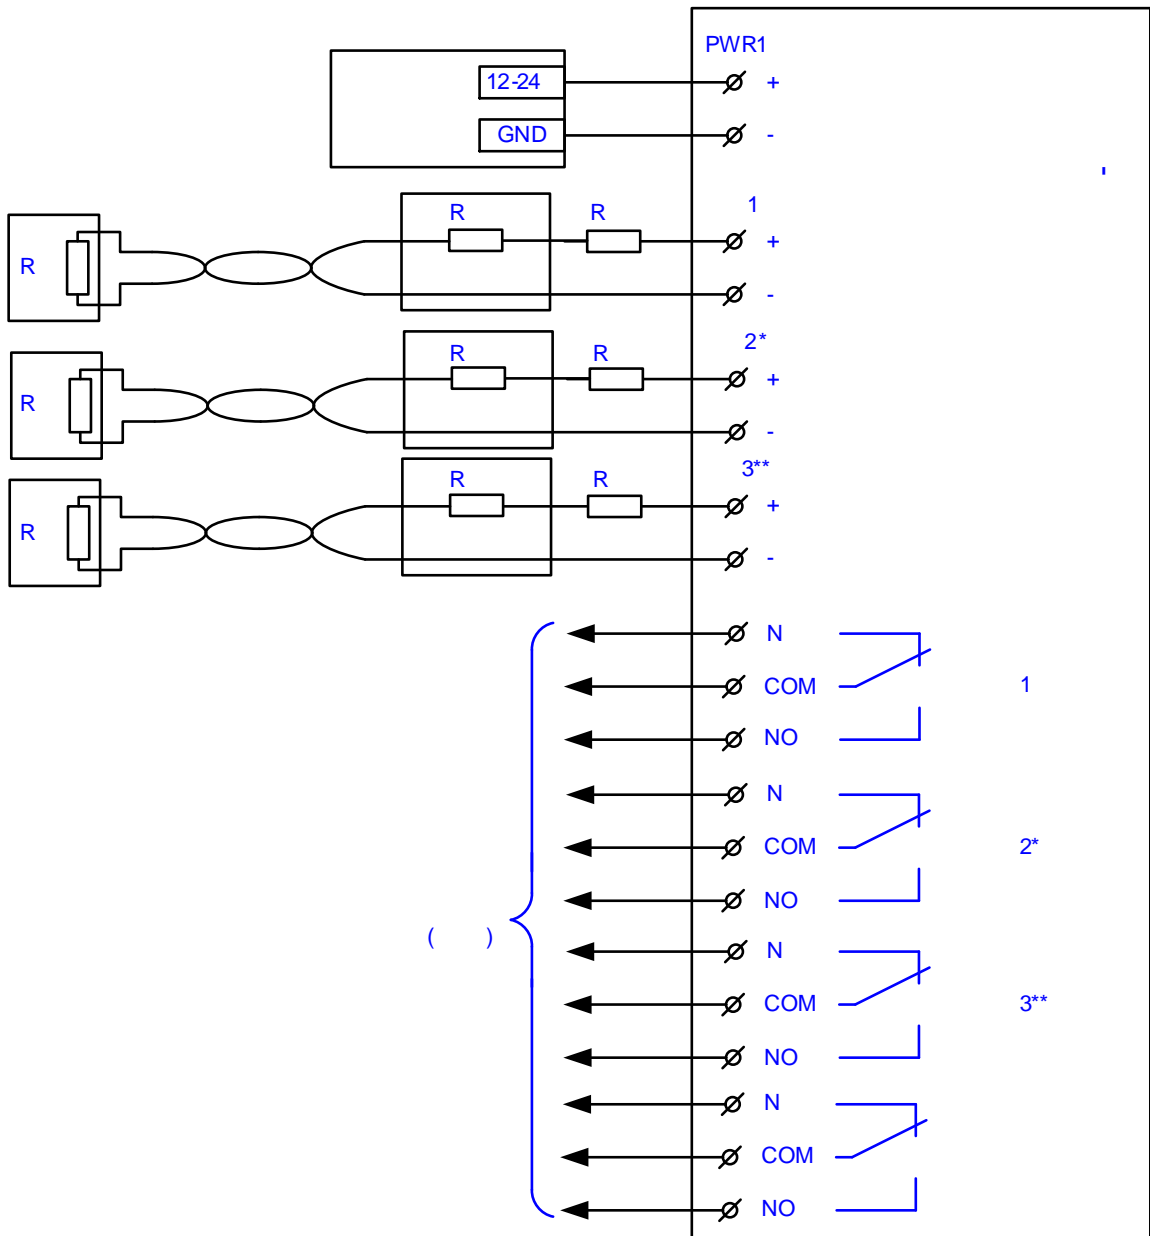 PWR1
12-24 +
GND -
1
R R R +
-
2*
R R R +
-
3**
R R R +
-
N
COM 1
NO
N
COM 2*
NO
( )
N
COM 3**
NO
N
COM
NO